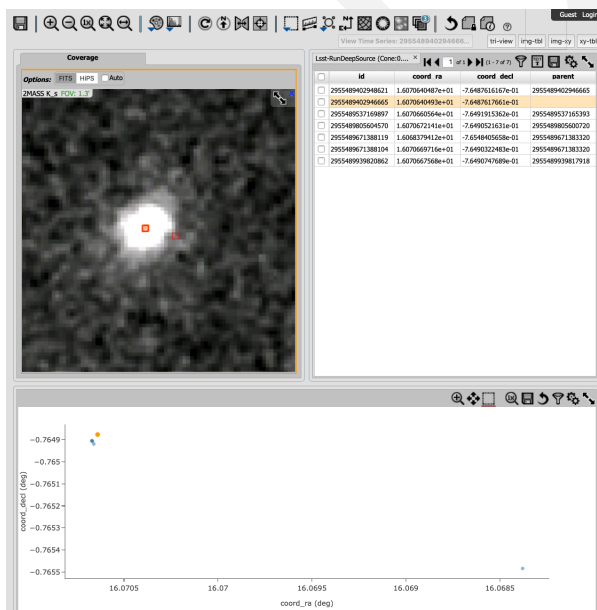 Guest Login
View Time Series: 295548940294666...
tri-view img-tbl img-xy xy-tbl
Coverage
Options: FITS HiPS Auto
2MASS K_s FOV: 1.3'
Lsst-RunDeepSource (Cone:0.... × 1 of 1 (1 - 7 of 7)
id coord_ra coord_decl parent
2955489402948621 1.6070640487e+01 -7.6487616167e-01 2955489402946665
2955489402946665 1.6070640493e+01 -7.6487617661e-01
2955489537169897 1.6070660564e+01 -7.6491915362e-01 2955489537165393
2955489805604570 1.6070672141e+01 -7.6490521631e-01 2955489805600720
2955489671388119 1.6068379412e+01 -7.6548405658e-01 2955489671383320
2955489671388104 1.6070669716e+01 -7.6490322483e-01 2955489671383320
2955489939820862 1.6070667568e+01 -7.6490747689e-01 2955489939817918
coord_decl (deg)
−0.7649
−0.765
−0.7651
−0.7652
−0.7653
−0.7654
−0.7655
16.0705 16.07 16.0695 16.069 16.0685
coord_ra (deg)